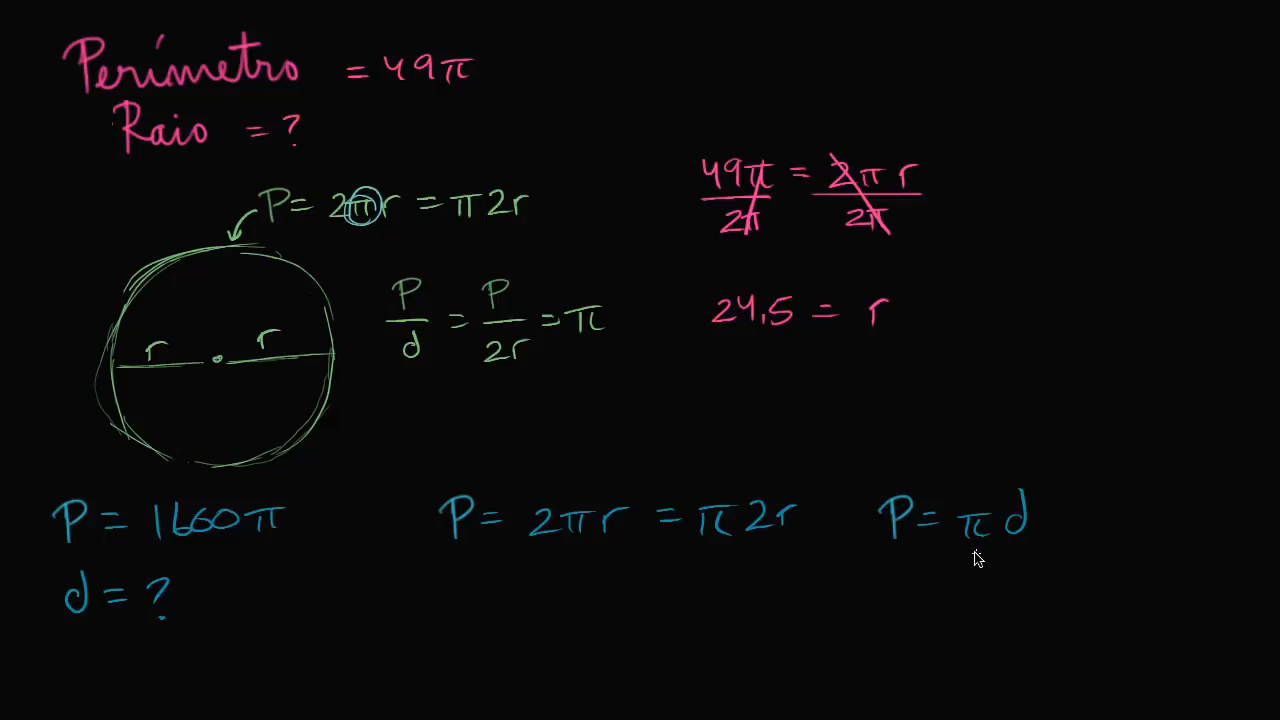 Perímetro = 49π
Raio = ?
P = 2πr = π2r
49π = 2πr
2π 2π
P P
— = — = π
d 2r
24,5 = r
r r
P = 1660π
P = 2πr = π2r
P = πd
d = ?